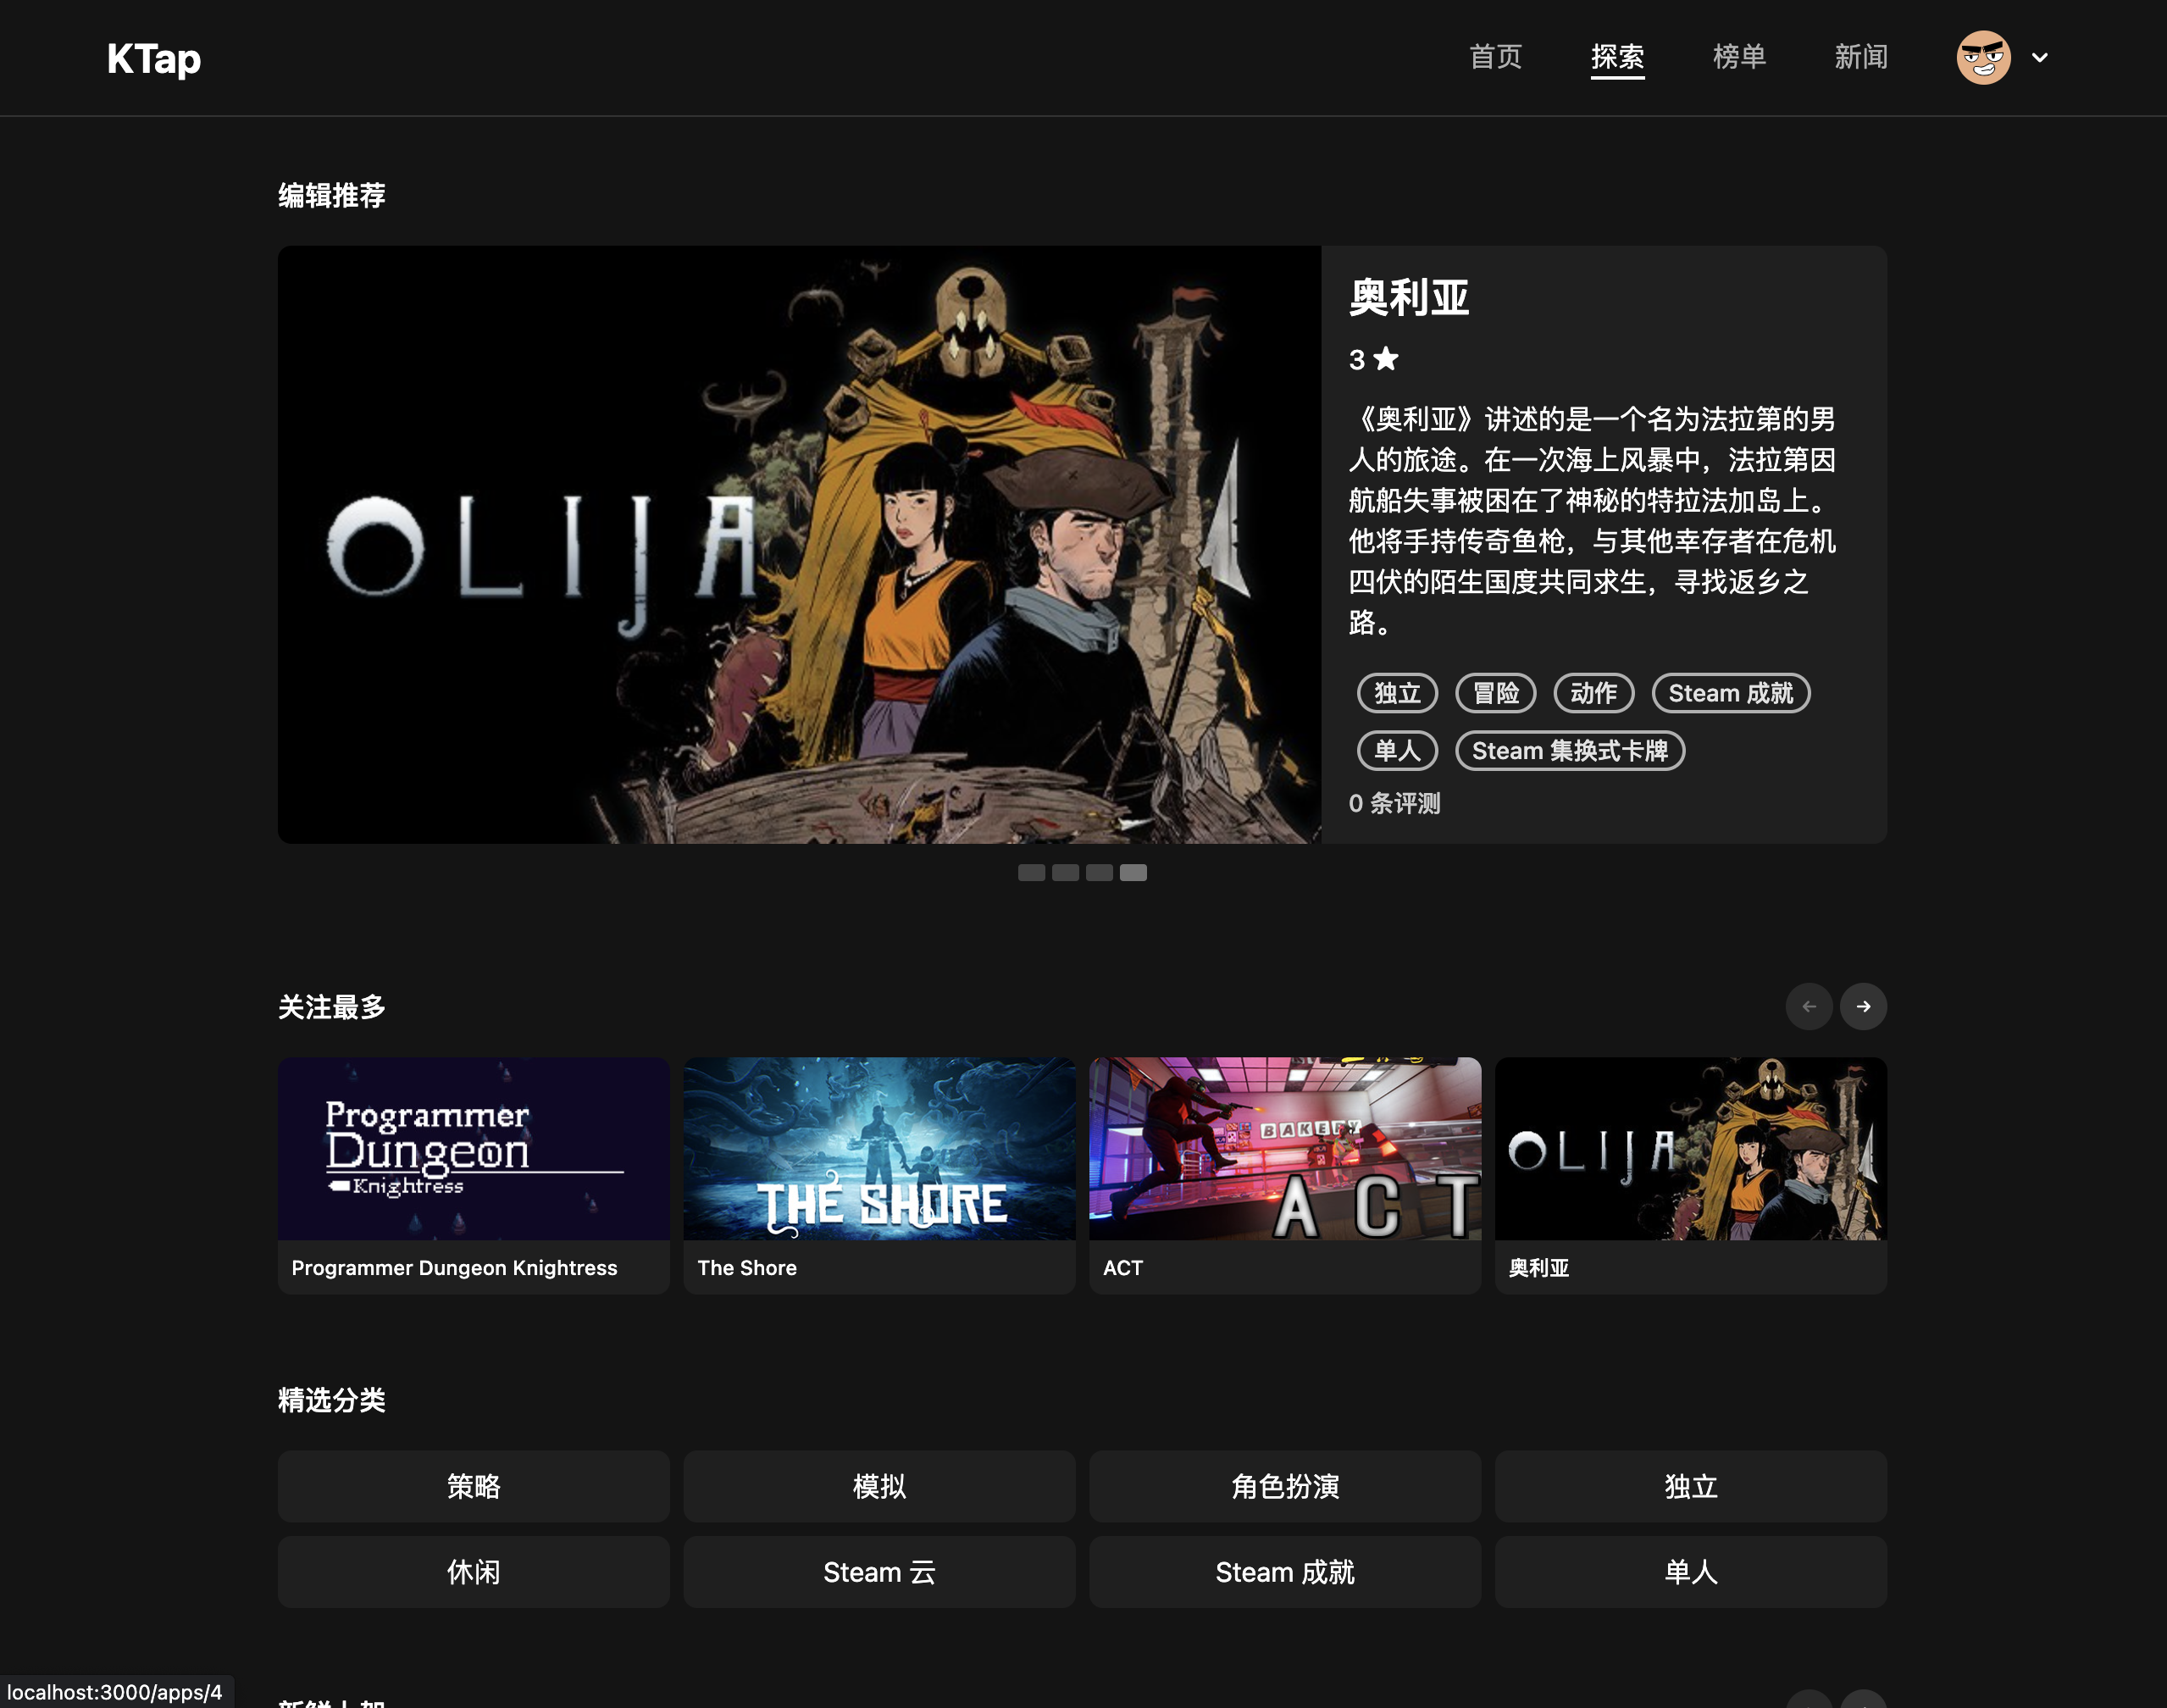 KTap
首页
探索
榜单
新闻
编辑推荐
OLIJA
奥利亚
3
《奥利亚》讲述的是一个名为法拉第的男
人的旅途。在一次海上风暴中，法拉第因
航船失事被困在了神秘的特拉法加岛上。
他将手持传奇鱼枪，与其他幸存者在危机
四伏的陌生国度共同求生，寻找返乡之
路。
独立
冒险
动作
Steam 成就
单人
Steam 集换式卡牌
0 条评测
关注最多
Programmer
Dungeon
Knightress
THE SHORE
BAKERY
ACT
OLIJA
Programmer Dungeon Knightress
The Shore
ACT
奥利亚
精选分类
策略
模拟
角色扮演
独立
休闲
Steam 云
Steam 成就
单人
localhost:3000/apps/4